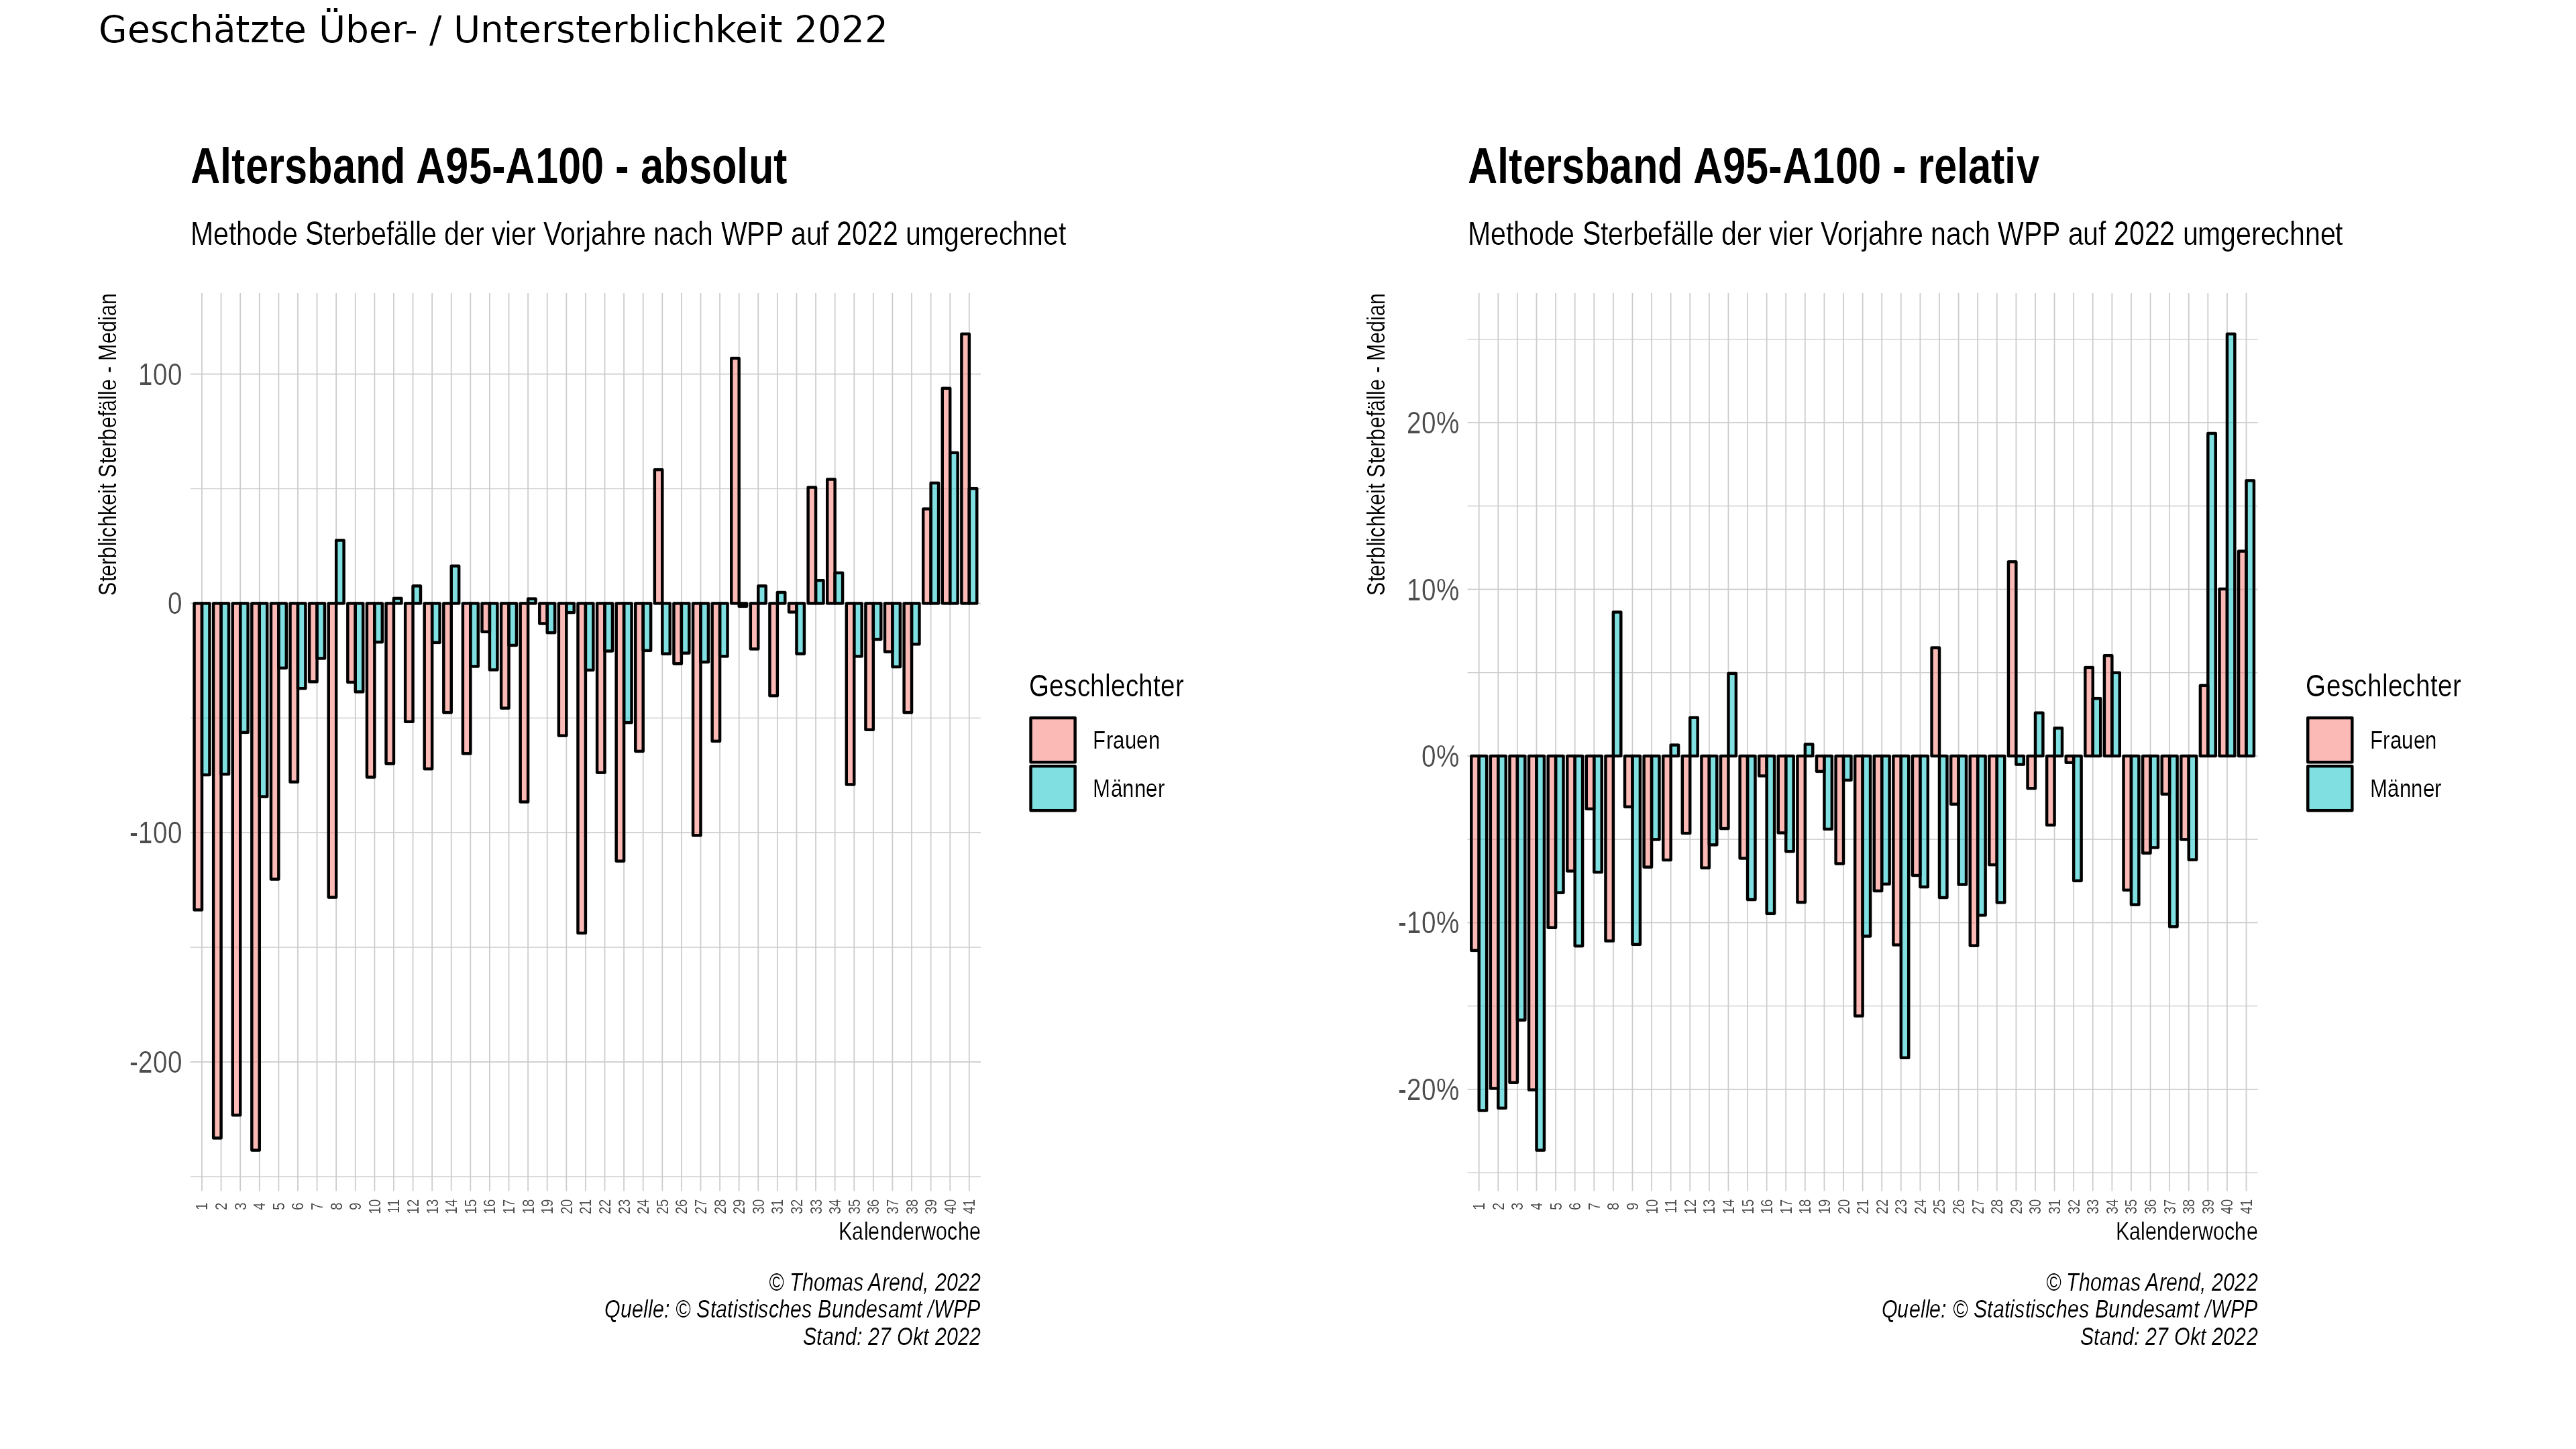 Geschätzte Über- / Untersterblichkeit 2022
Altersband A95-A100 - absolut
Methode Sterbefälle der vier Vorjahre nach WPP auf 2022 umgerechnet
Sterblichkeit Sterbefälle - Median
100
0
-100
-200
1 2 3 4 5 6 7 8 9 10 11 12 13 14 15 16 17 18 19 20 21 22 23 24 25 26 27 28 29 30 31 32 33 34 35 36 37 38 39 40 41
Kalenderwoche
Geschlechter
Frauen
Männer
© Thomas Arend, 2022
Quelle: © Statistisches Bundesamt /WPP
Stand: 27 Okt 2022
Altersband A95-A100 - relativ
Methode Sterbefälle der vier Vorjahre nach WPP auf 2022 umgerechnet
Sterblichkeit Sterbefälle - Median
20%
10%
0%
-10%
-20%
1 2 3 4 5 6 7 8 9 10 11 12 13 14 15 16 17 18 19 20 21 22 23 24 25 26 27 28 29 30 31 32 33 34 35 36 37 38 39 40 41
Kalenderwoche
Geschlechter
Frauen
Männer
© Thomas Arend, 2022
Quelle: © Statistisches Bundesamt /WPP
Stand: 27 Okt 2022